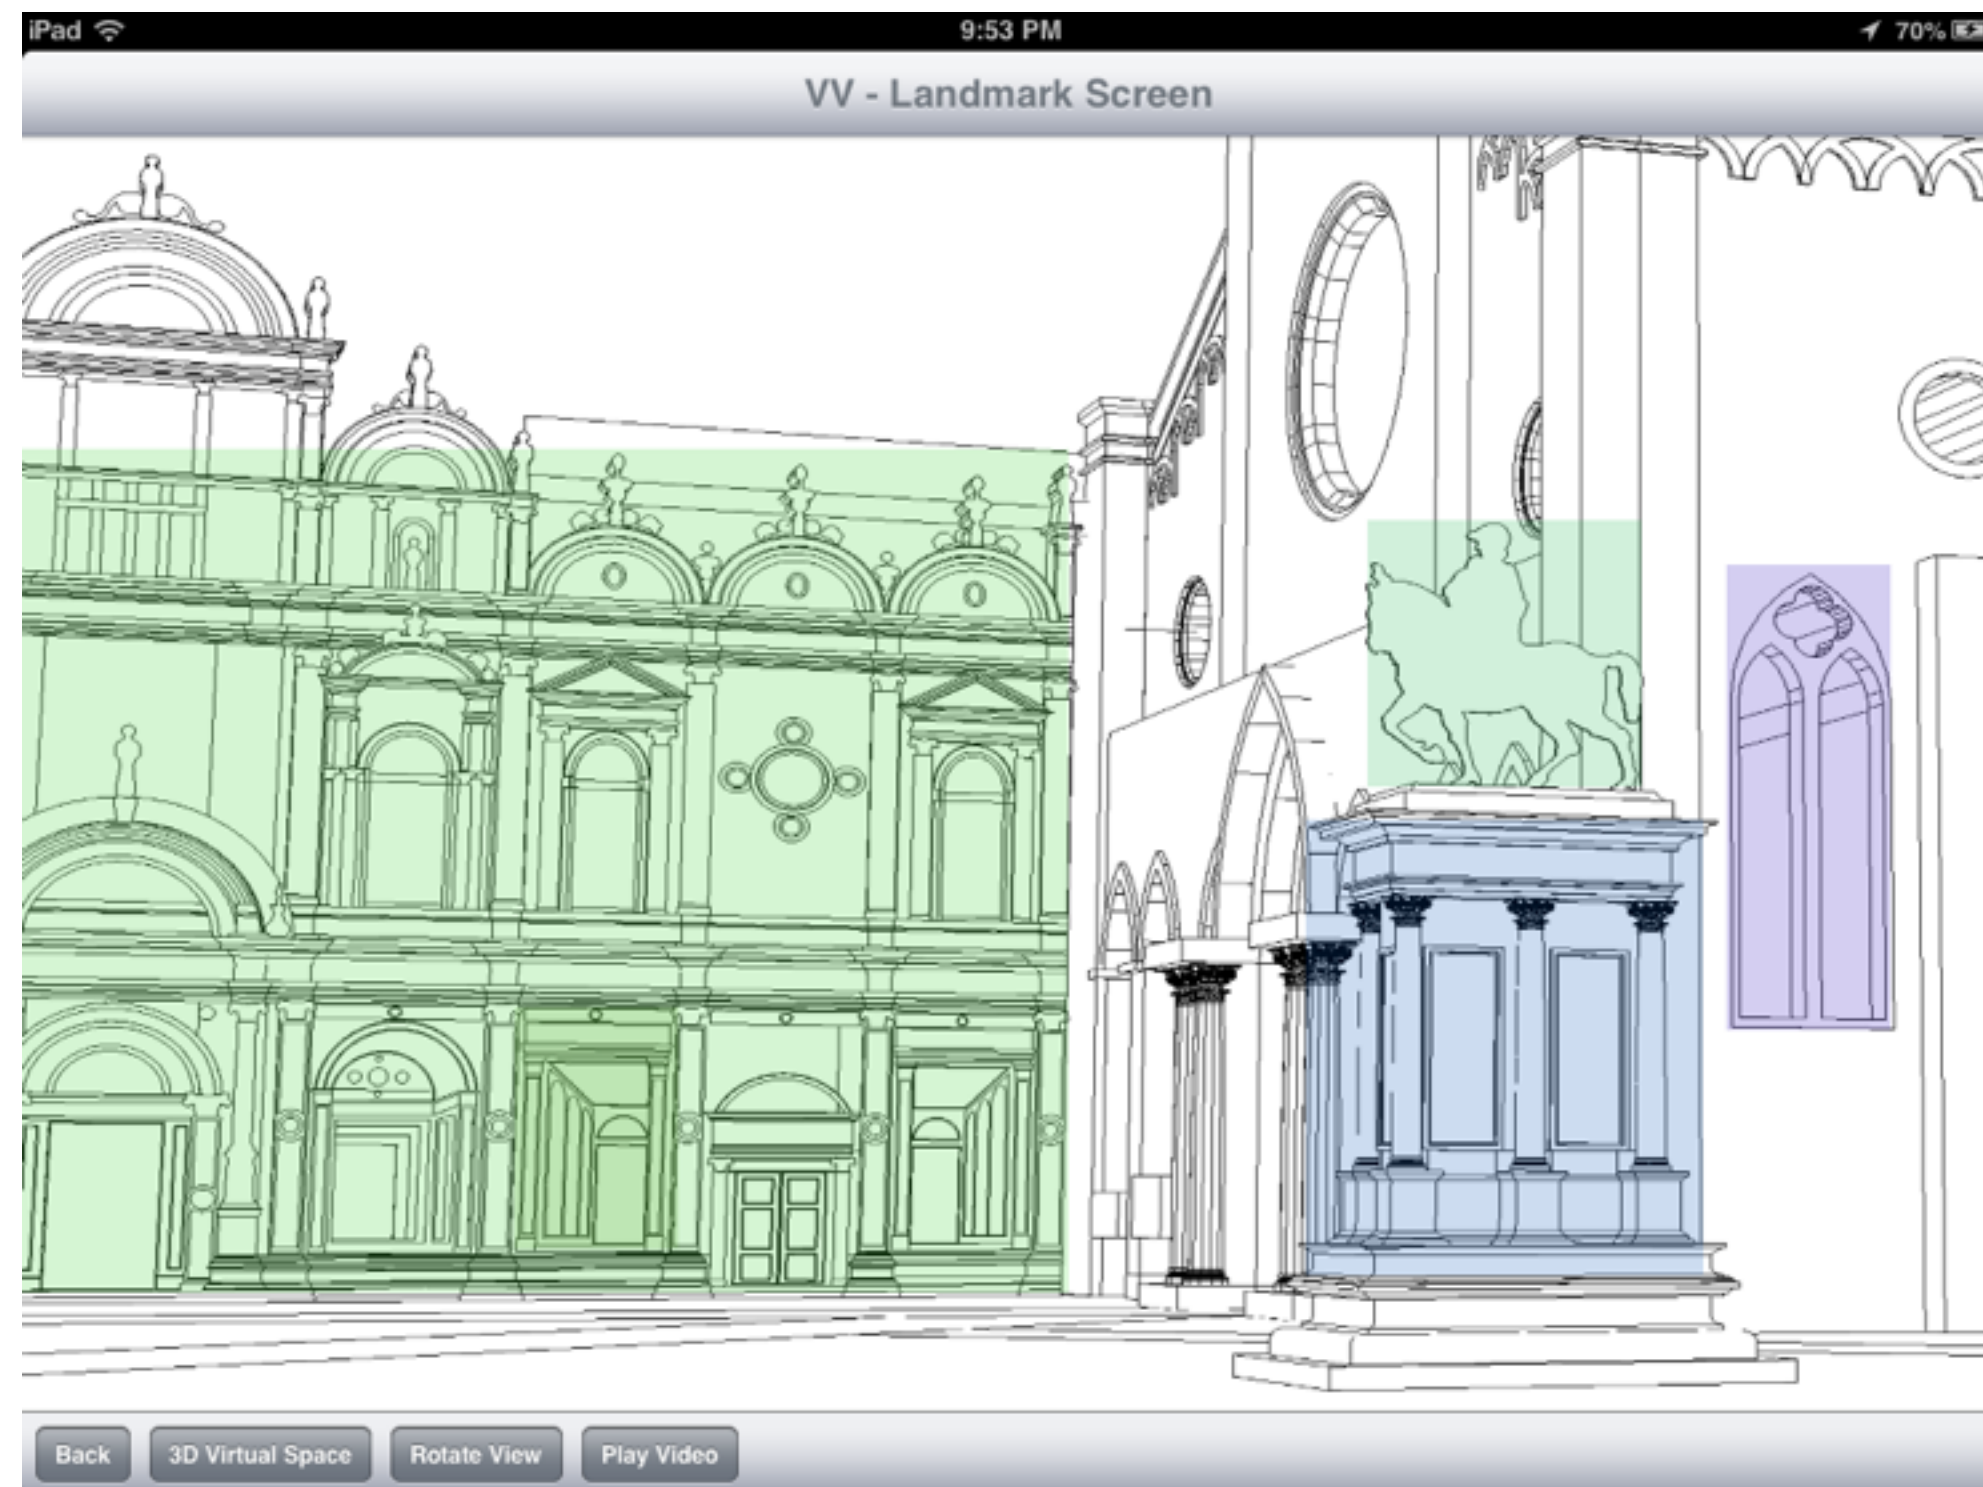 iPad 9:53 PM 70%
VV - Landmark Screen
Back 3D Virtual Space Rotate View Play Video